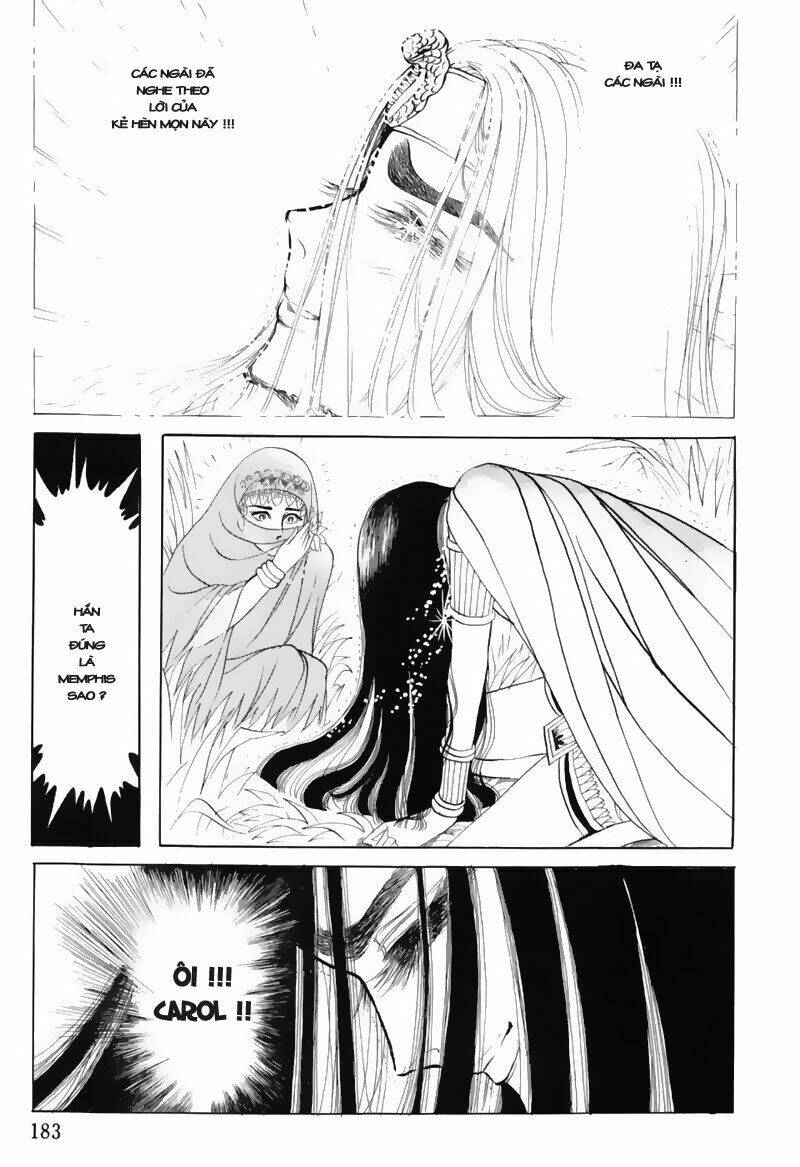 CÁC NGÀI ĐÃ
NGHE THEO
LỜI CỦA
KẺ HÈN MỌN NÀY !!!
ĐA TẠ
CÁC NGÀI !!!
HẮN
TA
ĐÚNG
LÀ
MEMPHIS
SAO ?
ÔI !!!
CAROL !!
183